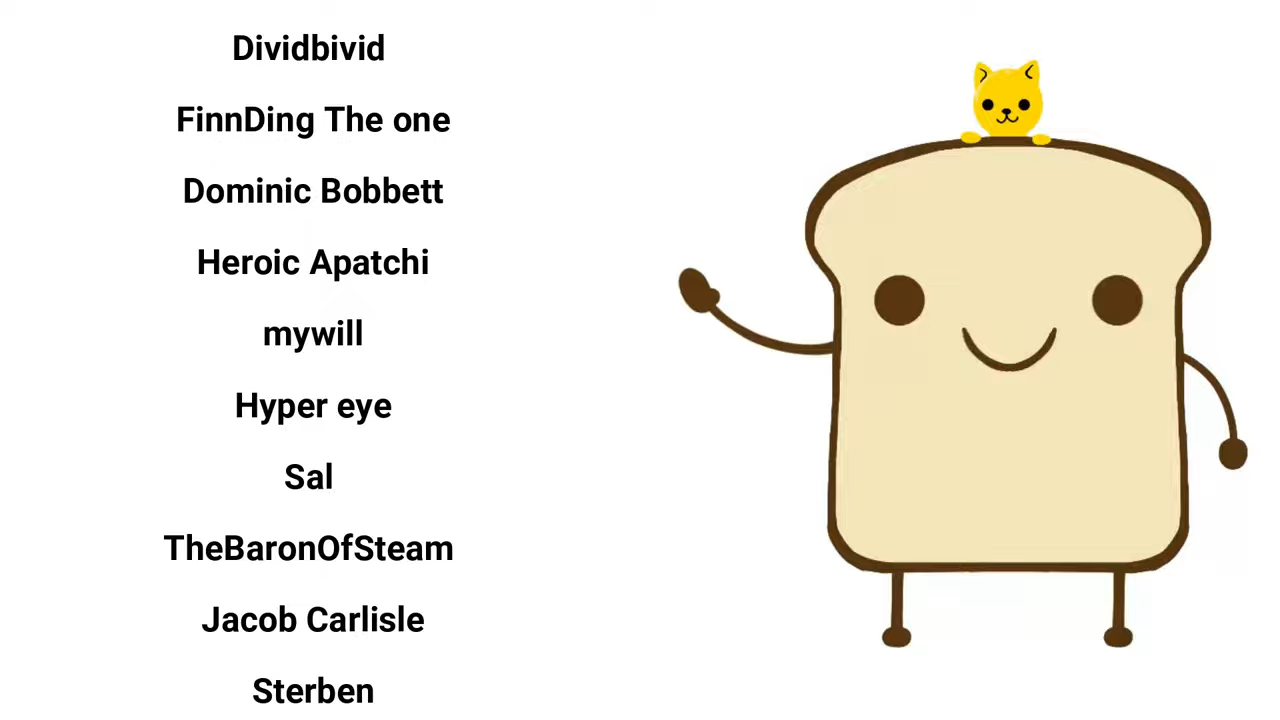 Dividbivid
FinnDing The one
Dominic Bobbett
Heroic Apatchi
mywill
Hyper eye
Sal
TheBaronOfSteam
Jacob Carlisle
Sterben